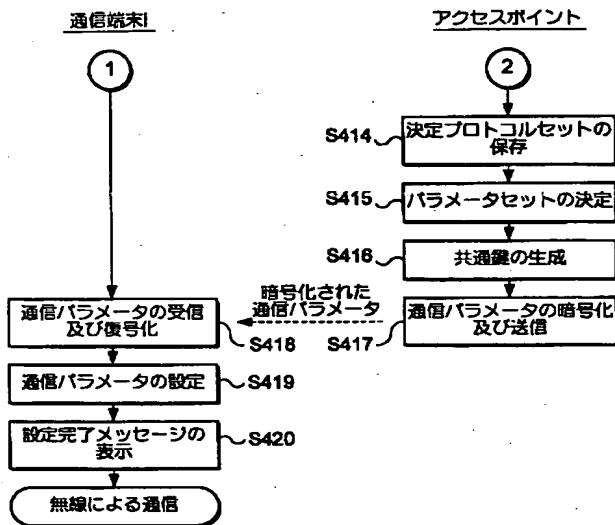 通信端末I
アクセスポイント
1
2
S414
決定プロトコルセットの
保存
S415
パラメータセットの決定
S416
共通鍵の生成
暗号化された
通信パラメータ
通信パラメータの暗号化
及び送信
S417
通信パラメータの受信
及び復号化
S418
通信パラメータの設定
S419
設定完了メッセージの
表示
S420
無線による通信